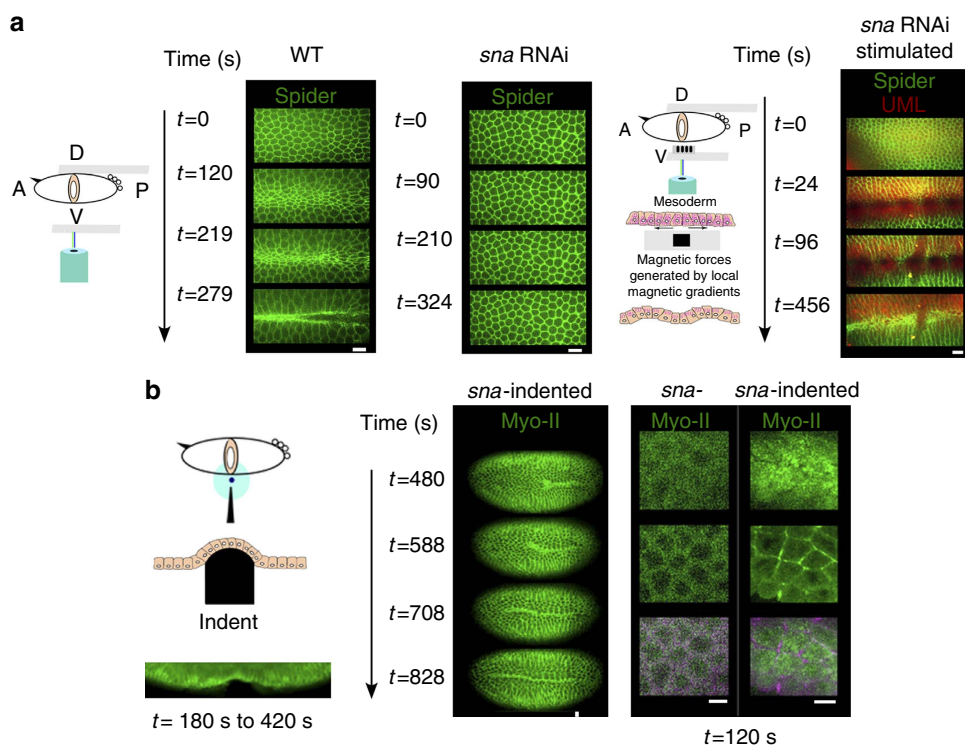 a
Time (s)
WT
sna RNAi
Time (s)
sna RNAi
stimulated
Spider
Spider
Spider
UML
t=0
t=120
t=219
t=279
t=0
t=90
t=210
t=324
t=0
t=24
t=96
t=456
D
A
P
V
D
A
P
V
Mesoderm
Magnetic forces
generated by local
magnetic gradients
b
Time (s)
sna-indented
Myo-II
sna-
Myo-II
sna-indented
Myo-II
t=480
t=588
t=708
t=828
Indent
t= 180 s to 420 s
t=120 s